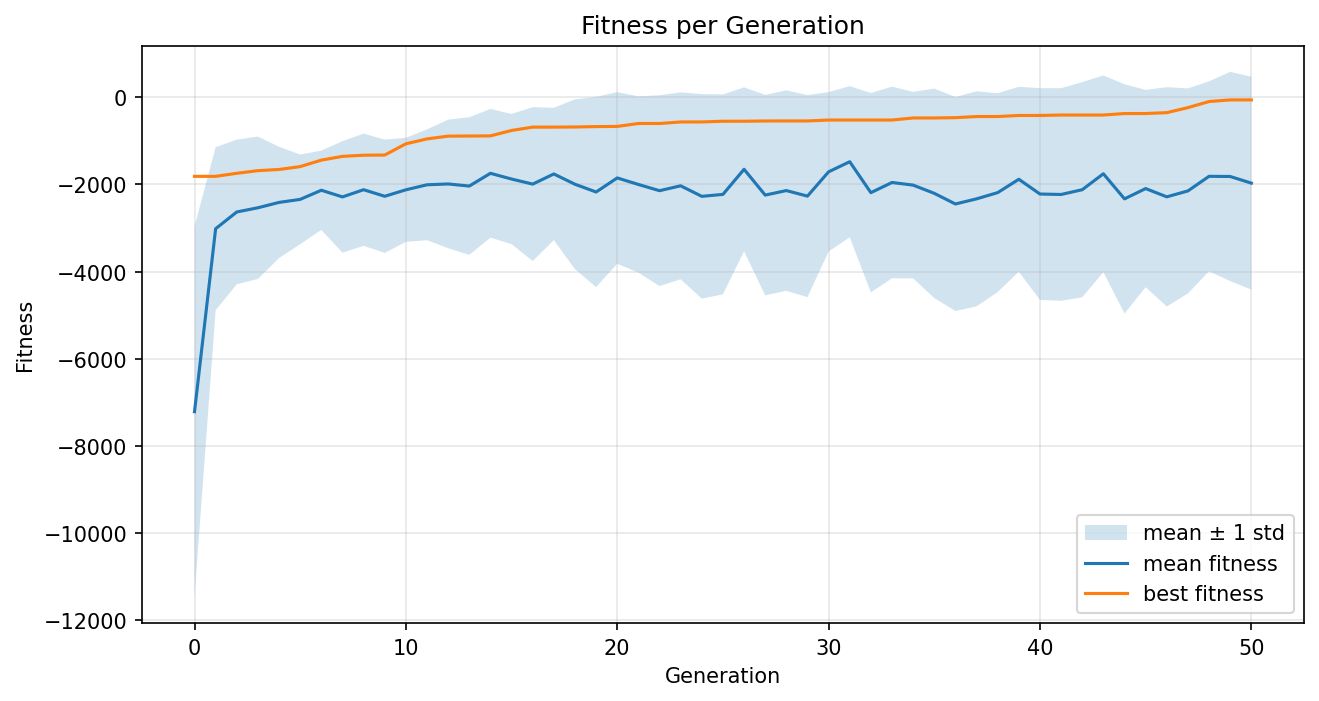 Fitness per Generation
Fitness
0
−2000
−4000
−6000
−8000
−10000
−12000
mean ± 1 std
mean fitness
best fitness
0 10 20 30 40 50
Generation